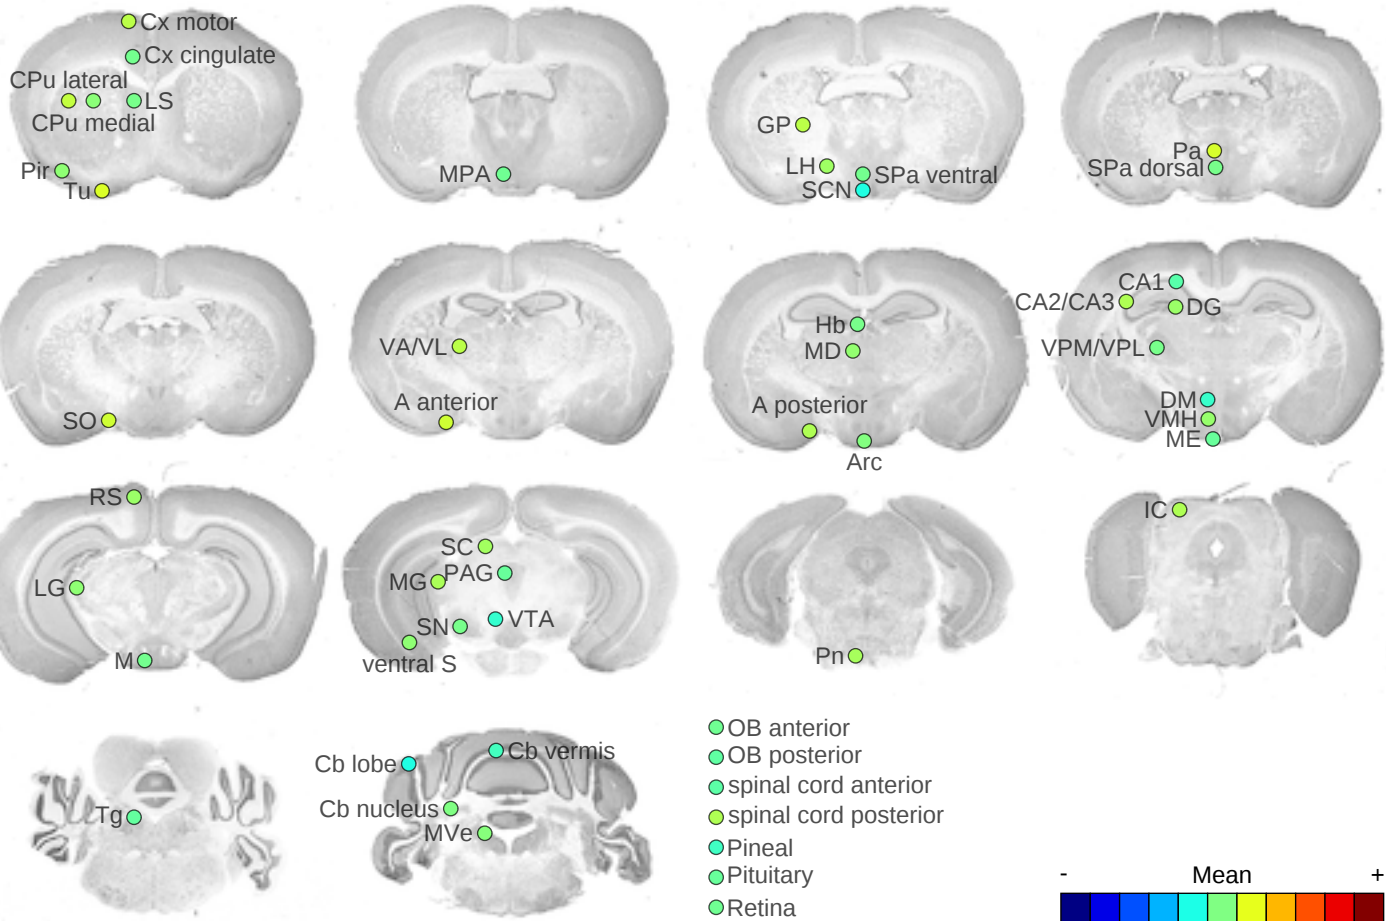 Cx motor
Cx cingulate
CPu lateral
LS
CPu medial
Pir
Tu
MPA
GP
LH
SPa ventral
SCN
Pa
SPa dorsal
SO
VA/VL
A anterior
Hb
MD
A posterior
Arc
CA1
CA2/CA3
DG
VPM/VPL
DM
VMH
ME
RS
LG
M
SC
MG
PAG
SN
VTA
ventral S
Pn
IC
Tg
Cb lobe
Cb vermis
Cb nucleus
MVe
OB anterior
OB posterior
spinal cord anterior
spinal cord posterior
Pineal
Pituitary
Retina
- Mean +